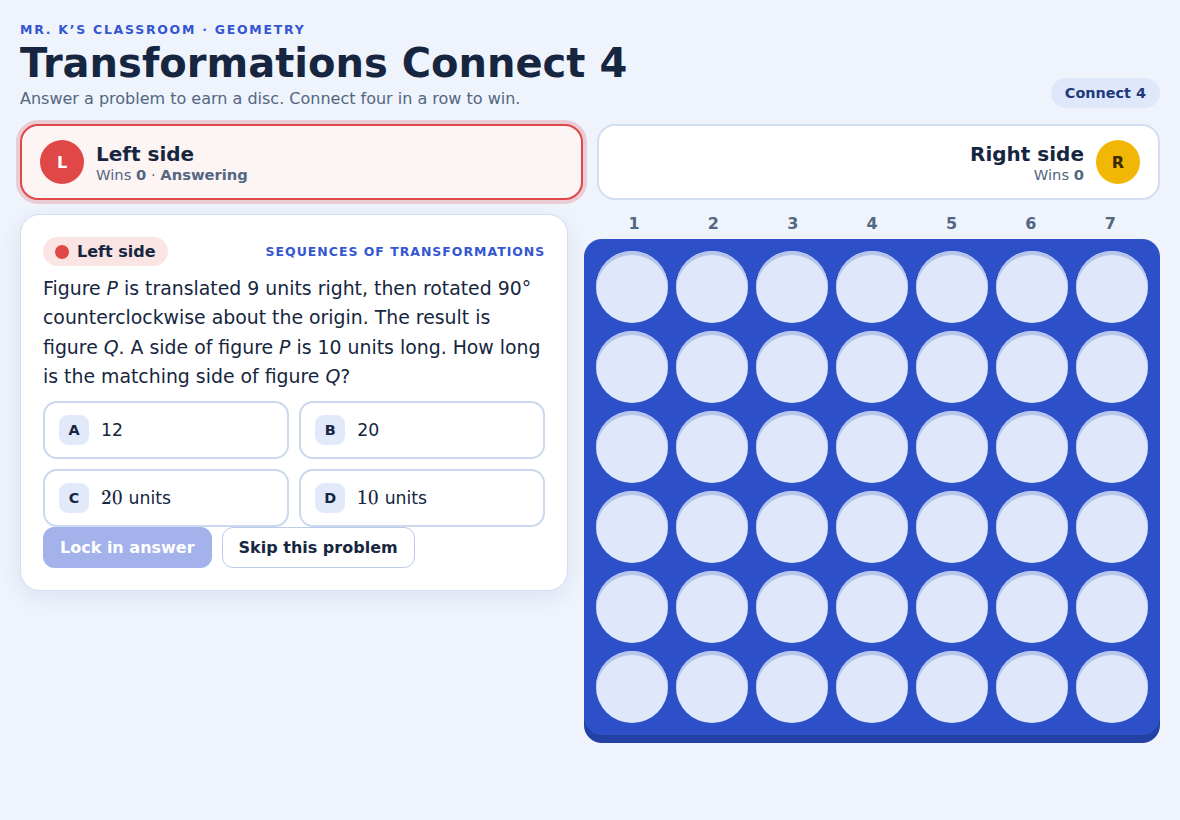 MR. K’S CLASSROOM · GEOMETRY
Transformations Connect 4
Answer a problem to earn a disc. Connect four in a row to win.
Connect 4
L
Left side
Wins 0 · Answering
Right side
Wins 0
R
Left side
SEQUENCES OF TRANSFORMATIONS
Figure P is translated 9 units right, then rotated 90°
counterclockwise about the origin. The result is
figure Q. A side of figure P is 10 units long. How long
is the matching side of figure Q?
A 12
B 20
C 20 units
D 10 units
Lock in answer
Skip this problem
1 2 3 4 5 6 7